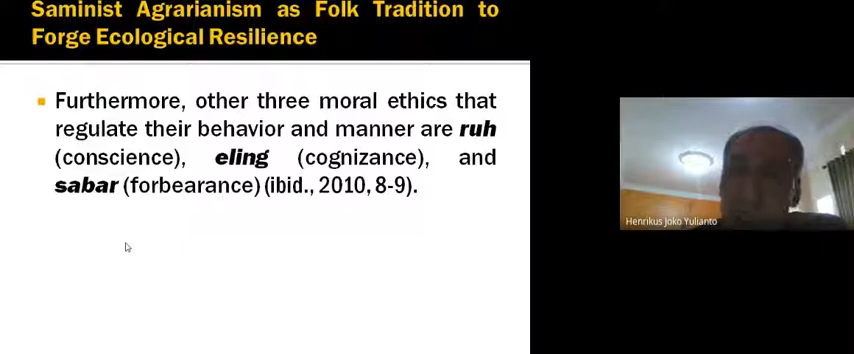 Saminist Agrarianism as Folk Tradition to
Forge Ecological Resilience
Furthermore, other three moral ethics that
regulate their behavior and manner are ruh
(conscience), eling (cognizance), and
sabar (forbearance) (ibid., 2010, 8-9).
Henrikus Joko Yulianto